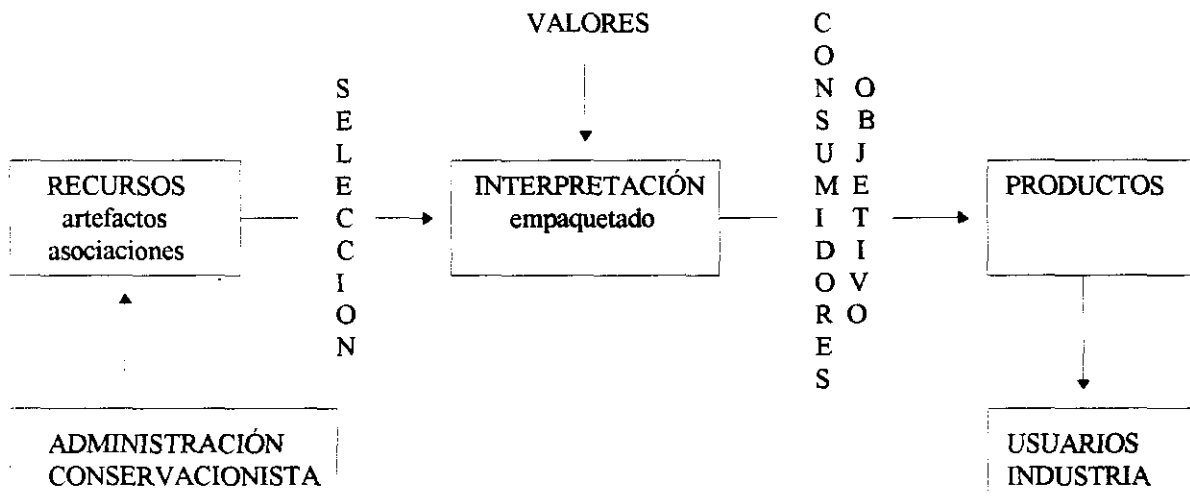 VALORES
SELECCION
CONSUMIDORES
OBJETIVO
RECURSOS
artefactos
asociaciones
INTERPRETACIÓN
empaquetado
PRODUCTOS
ADMINISTRACIÓN
CONSERVACIONISTA
USUARIOS
INDUSTRIA